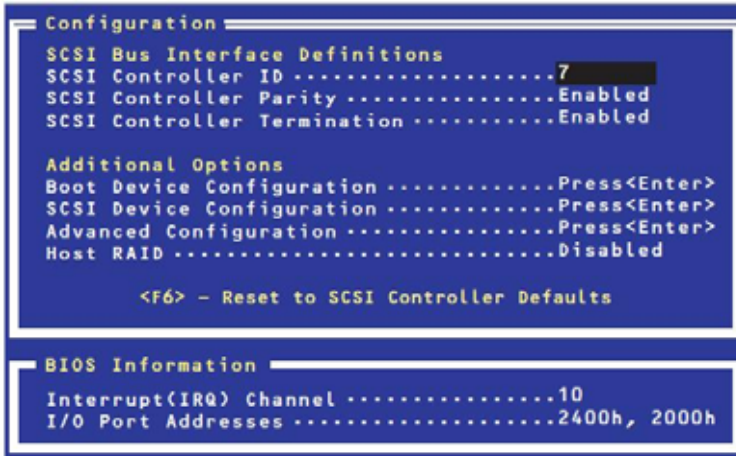 Configuration
SCSI Bus Interface Definitions
SCSI Controller ID ····················7
SCSI Controller Parity ················Enabled
SCSI Controller Termination ···········Enabled
Additional Options
Boot Device Configuration ·············Press<Enter>
SCSI Device Configuration ·············Press<Enter>
Advanced Configuration ················Press<Enter>
Host RAID ·····························Disabled
<F6> – Reset to SCSI Controller Defaults
BIOS Information
Interrupt(IRQ) Channel ················10
I/O Port Addresses ····················2400h, 2000h